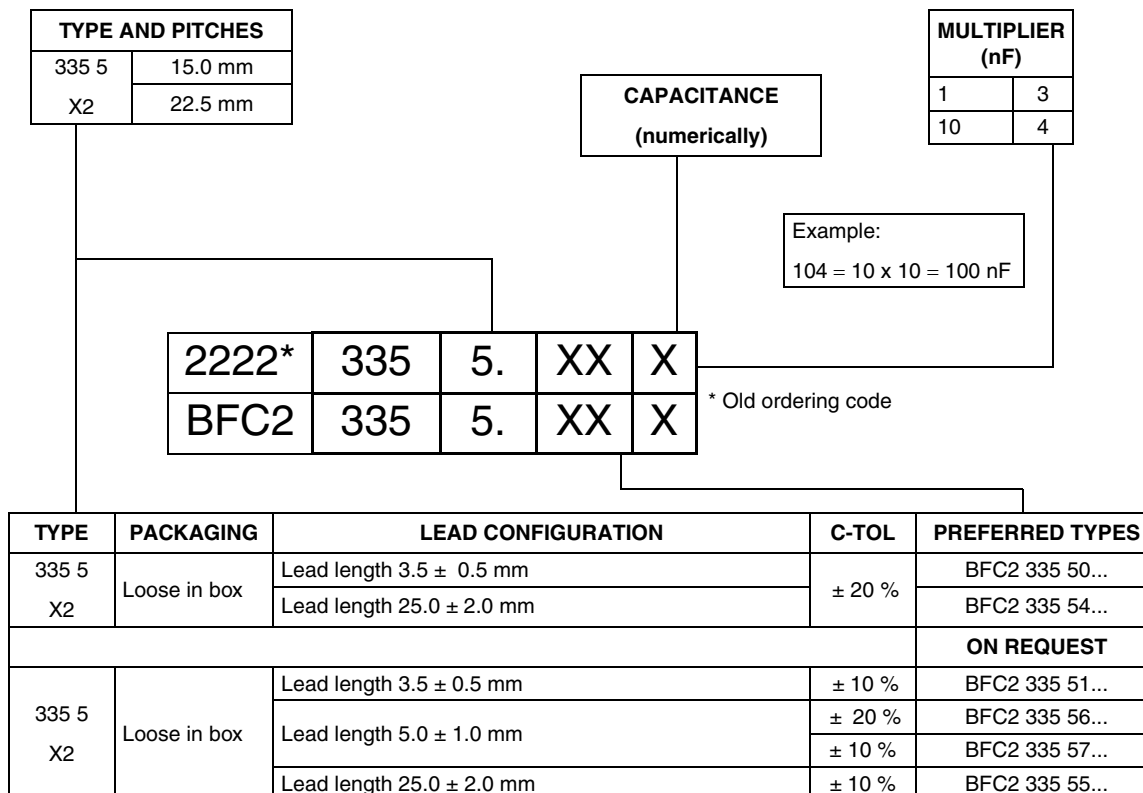 TYPE AND PITCHES
335 5
X2
15.0 mm
22.5 mm
CAPACITANCE
(numerically)
MULTIPLIER
(nF)
1 3
10 4
Example:
104 = 10 x 10 = 100 nF
2222* 335 5. XX X
BFC2 335 5. XX X
* Old ordering code
TYPE PACKAGING LEAD CONFIGURATION C-TOL PREFERRED TYPES
335 5
X2
Loose in box
Lead length 3.5 ± 0.5 mm
Lead length 25.0 ± 2.0 mm
± 20 %
BFC2 335 50...
BFC2 335 54...
ON REQUEST
335 5
X2
Loose in box
Lead length 3.5 ± 0.5 mm ± 10 % BFC2 335 51...
Lead length 5.0 ± 1.0 mm
± 20 % BFC2 335 56...
± 10 % BFC2 335 57...
Lead length 25.0 ± 2.0 mm ± 10 % BFC2 335 55...